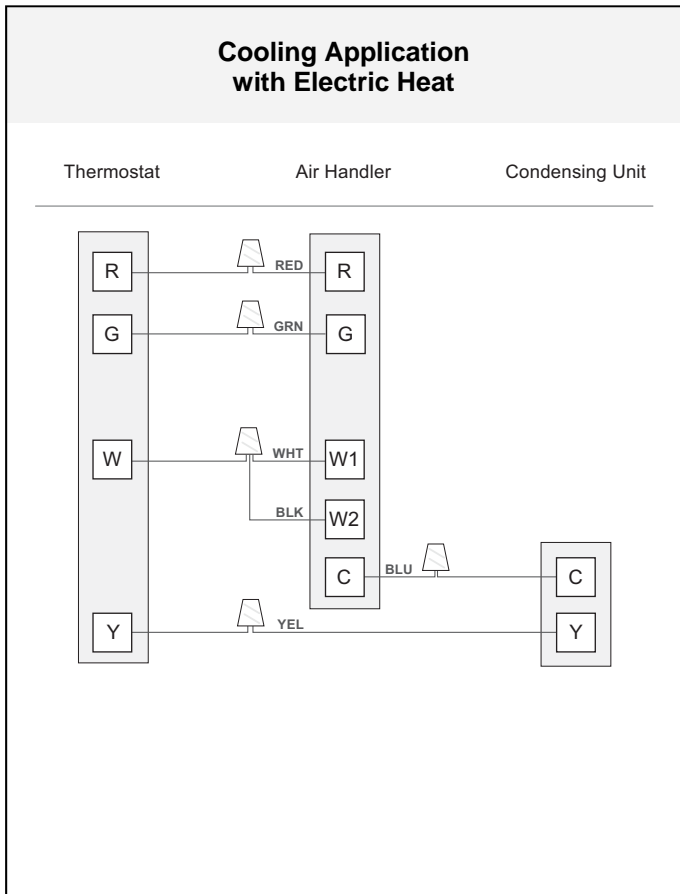 Cooling Application
with Electric Heat
Thermostat Air Handler Condensing Unit
R RED R
G GRN G
W WHT W1
BLK W2
C BLU C
Y YEL Y